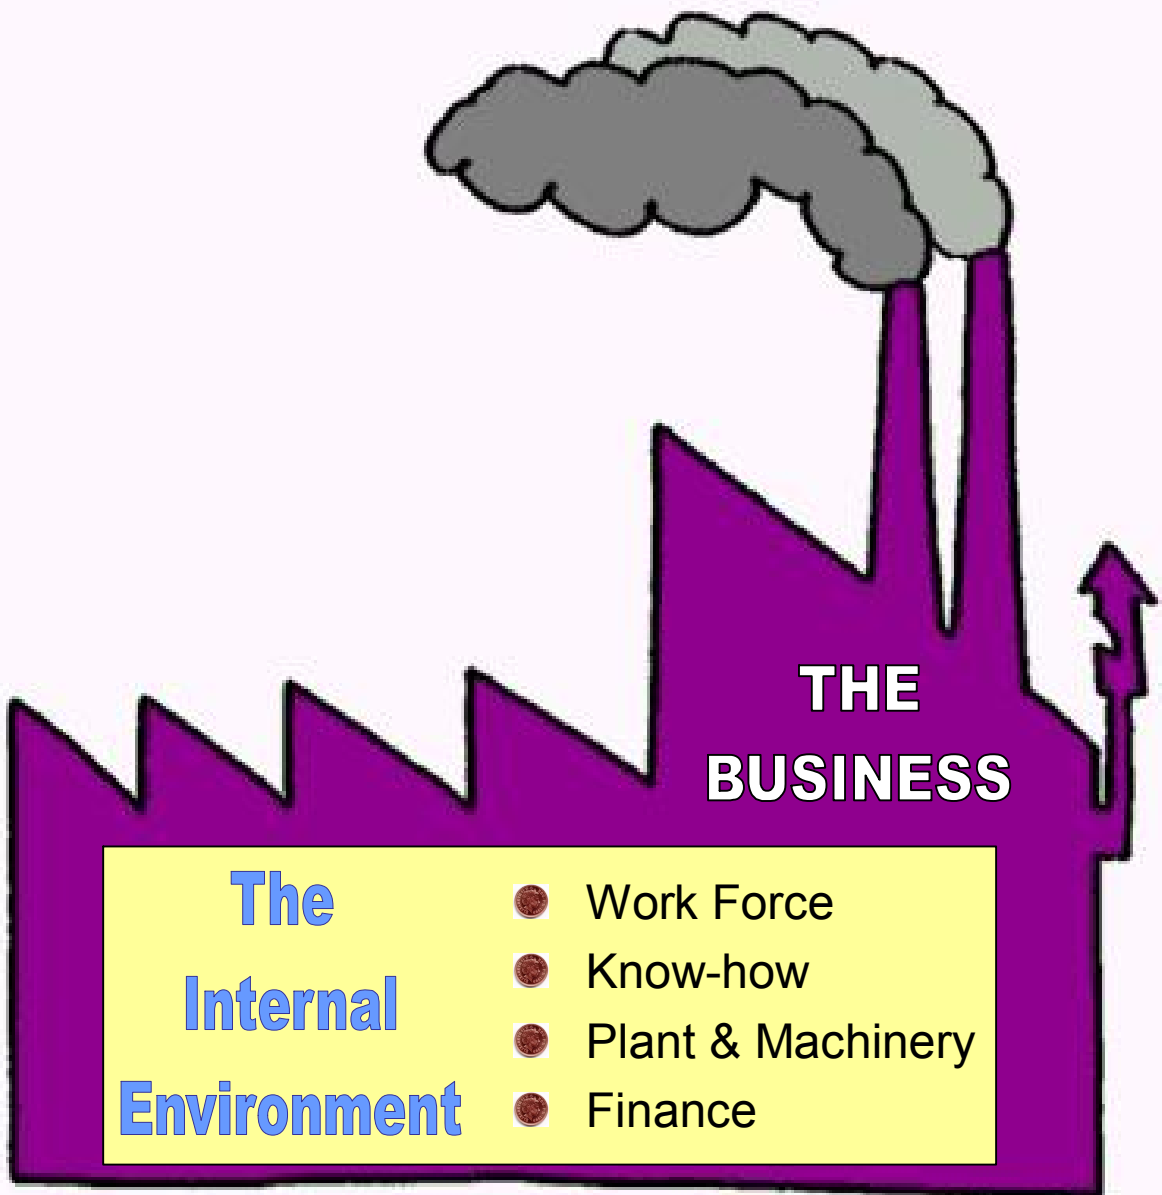 THE
BUSINESS
The
Internal
Environment
Work Force
Know-how
Plant & Machinery
Finance